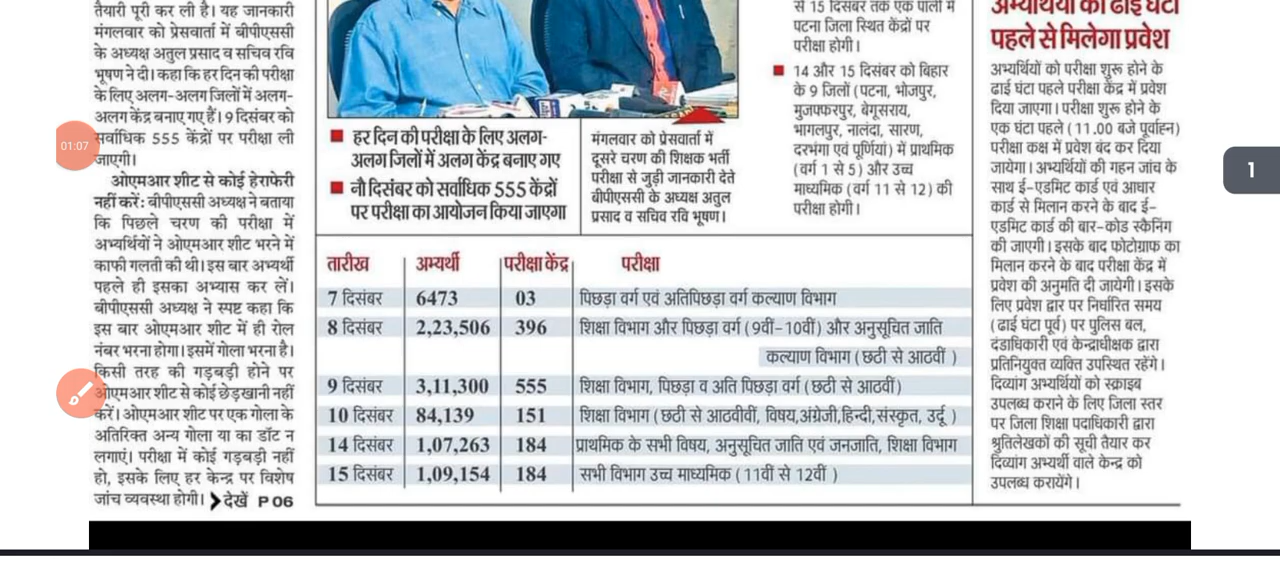 तैयारी पूरी कर ली है। यह जानकारी
मंगलवार को प्रेसवार्ता में बीपीएससी
के अध्यक्ष अतुल प्रसाद व सचिव रवि
भूषण ने दी। कहा कि हर दिन की परीक्षा
के लिए अलग-अलग जिलों में अलग-
अलग केंद्र बनाए गए हैं। 9 दिसंबर को
सर्वाधिक 555 केंद्रों पर परीक्षा ली
जाएगी।
ओएमआर शीट से कोई हेराफेरी
नहीं करें: बीपीएससी अध्यक्ष ने बताया
कि पिछले चरण की परीक्षा में
अभ्यर्थियों ने ओएमआर शीट भरने में
काफी गलती की थी। इस बार अभ्यर्थी
पहले ही इसका अभ्यास कर लें।
बीपीएससी अध्यक्ष ने स्पष्ट कहा कि
इस बार ओएमआर शीट में ही रोल
नंबर भरना होगा। इसमें गोला भरना है।
किसी तरह की गड़बड़ी होने पर
ओएमआर शीट से कोई छेड़खानी नहीं
करें। ओएमआर शीट पर एक गोला के
अतिरिक्त अन्य गोला या का डॉट न
लगाएं। परीक्षा में कोई गड़बड़ी नहीं
हो, इसके लिए हर केन्द्र पर विशेष
जांच व्यवस्था होगी। देखें P 06
01:07
हर दिन की परीक्षा के लिए अलग-
अलग जिलों में अलग केंद्र बनाए गए
नौ दिसंबर को सर्वाधिक 555 केंद्रों
पर परीक्षा का आयोजन किया जाएगा
मंगलवार को प्रेसवार्ता में
दूसरे चरण की शिक्षक भर्ती
परीक्षा से जुड़ी जानकारी देते
बीपीएससी के अध्यक्ष अतुल
प्रसाद व सचिव रवि भूषण।
से 15 दिसंबर तक एक पाली में
पटना जिला स्थित केंद्रों पर
परीक्षा होगी।
14 और 15 दिसंबर को बिहार
के 9 जिलों (पटना, भोजपुर,
मुजफ्फरपुर, बेगूसराय,
भागलपुर, नालंदा, सारण,
दरभंगा एवं पूर्णियां) में प्राथमिक
(वर्ग 1 से 5) और उच्च
माध्यमिक (वर्ग 11 से 12) की
परीक्षा होगी।
तारीख अभ्यर्थी परीक्षा केंद्र परीक्षा
7 दिसंबर 6473 03 पिछड़ा वर्ग एवं अतिपिछड़ा वर्ग कल्याण विभाग
8 दिसंबर 2,23,506 396 शिक्षा विभाग और पिछड़ा वर्ग (9वीं-10वीं) और अनुसूचित जाति
कल्याण विभाग (छठी से आठवीं )
9 दिसंबर 3,11,300 555 शिक्षा विभाग, पिछड़ा व अति पिछड़ा वर्ग (छठी से आठवीं)
10 दिसंबर 84,139 151 शिक्षा विभाग (छठी से आठवीवीं, विषय,अंग्रेजी,हिन्दी,संस्कृत, उर्दू )
14 दिसंबर 1,07,263 184 प्राथमिक के सभी विषय, अनुसूचित जाति एवं जनजाति, शिक्षा विभाग
15 दिसंबर 1,09,154 184 सभी विभाग उच्च माध्यमिक (11वीं से 12वीं )
अभ्यर्थियों को ढाई घंटा
पहले से मिलेगा प्रवेश
अभ्यर्थियों को परीक्षा शुरू होने के
ढाई घंटा पहले परीक्षा केंद्र में प्रवेश
दिया जाएगा। परीक्षा शुरू होने के
एक घंटा पहले (11.00 बजे पूर्वाह्न)
परीक्षा कक्ष में प्रवेश बंद कर दिया
जायेगा। अभ्यर्थियों की गहन जांच के
साथ ई-एडमिट कार्ड एवं आधार
कार्ड से मिलान करने के बाद ई-
एडमिट कार्ड की बार-कोड स्कैनिंग
की जाएगी। इसके बाद फोटोग्राफ का
मिलान करने के बाद परीक्षा केंद्र में
प्रवेश की अनुमति दी जायेगी। इसके
लिए प्रवेश द्वार पर निर्धारित समय
(ढाई घंटा पूर्व) पर पुलिस बल,
दंडाधिकारी एवं केन्द्राधीक्षक द्वारा
प्रतिनियुक्त व्यक्ति उपस्थित रहेंगे।
दिव्यांग अभ्यर्थियों को स्क्राइब
उपलब्ध कराने के लिए जिला स्तर
पर जिला शिक्षा पदाधिकारी द्वारा
श्रुतिलेखकों की सूची तैयार कर
दिव्यांग अभ्यर्थी वाले केन्द्र को
उपलब्ध करायेंगे।
1